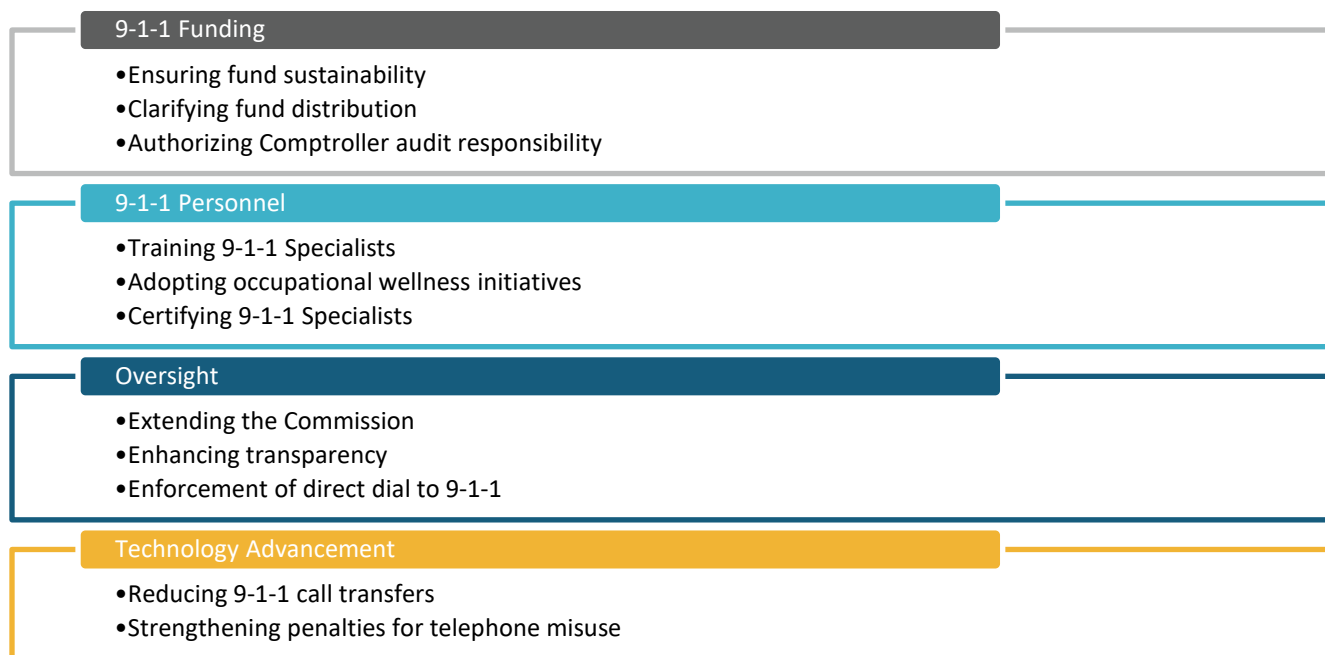 9-1-1 Funding
•Ensuring fund sustainability
•Clarifying fund distribution
•Authorizing Comptroller audit responsibility
9-1-1 Personnel
•Training 9-1-1 Specialists
•Adopting occupational wellness initiatives
•Certifying 9-1-1 Specialists
Oversight
•Extending the Commission
•Enhancing transparency
•Enforcement of direct dial to 9-1-1
Technology Advancement
•Reducing 9-1-1 call transfers
•Strengthening penalties for telephone misuse